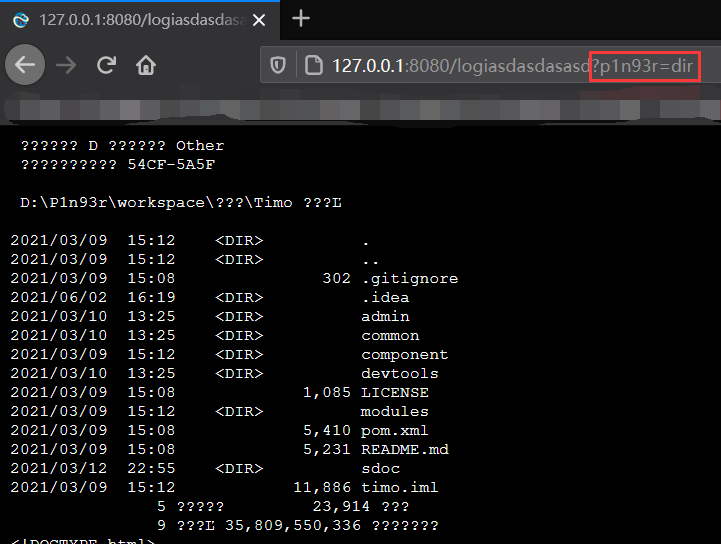 127.0.0.1:8080/logiasdasdasa
127.0.0.1:8080/logiasdasdasasd?p1n93r=dir
?????? D ?????? Other
?????????? 54CF-5A5F
D:\P1n93r\workspace\???\Timo ???Ŀ
2021/03/09 15:12 <DIR> .
2021/03/09 15:12 <DIR> ..
2021/03/09 15:08 302 .gitignore
2021/06/02 16:19 <DIR> .idea
2021/03/10 13:25 <DIR> admin
2021/03/10 13:25 <DIR> common
2021/03/09 15:12 <DIR> component
2021/03/10 13:25 <DIR> devtools
2021/03/09 15:08 1,085 LICENSE
2021/03/09 15:12 <DIR> modules
2021/03/09 15:08 5,410 pom.xml
2021/03/09 15:08 5,231 README.md
2021/03/12 22:55 <DIR> sdoc
2021/03/09 15:12 11,886 timo.iml
5 ????? 23,914 ???
9 ???Ŀ 35,809,550,336 ???????
<!DOCTYPE html>